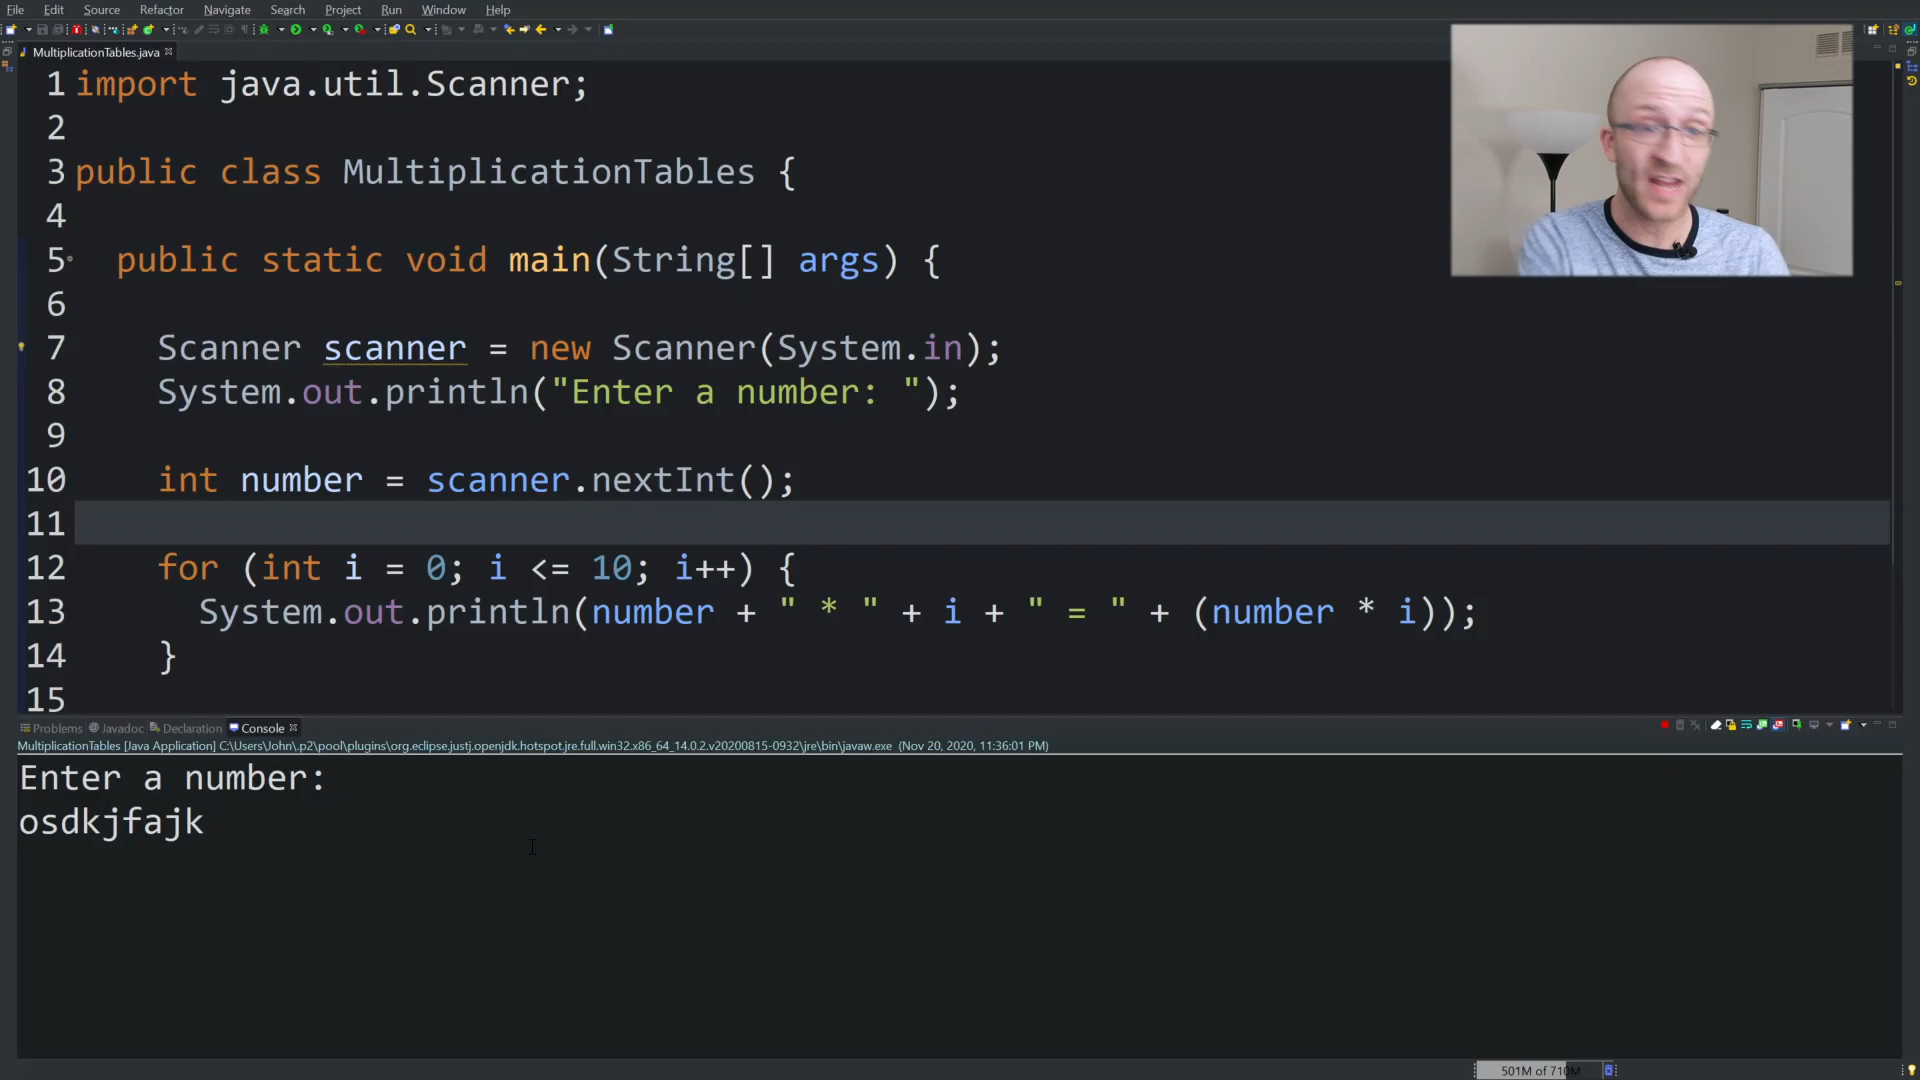 File Edit Source Refactor Navigate Search Project Run Window Help
MultiplicationTables.java
1 import java.util.Scanner;
2
3 public class MultiplicationTables {
4
5 public static void main(String[] args) {
6
7 Scanner scanner = new Scanner(System.in);
8 System.out.println("Enter a number: ");
9
10 int number = scanner.nextInt();
11
12 for (int i = 0; i <= 10; i++) {
13 System.out.println(number + " * " + i + " = " + (number * i));
14 }
15
Problems @ Javadoc Declaration Console
MultiplicationTables [Java Application] C:\Users\John\.p2\pool\plugins\org.eclipse.justj.openjdk.hotspot.jre.full.win32.x86_64_14.0.2.v20200815-0932\jre\bin\javaw.exe (Nov 20, 2020, 11:36:01 PM)
Enter a number:
osdkjfajk
501M of 710M